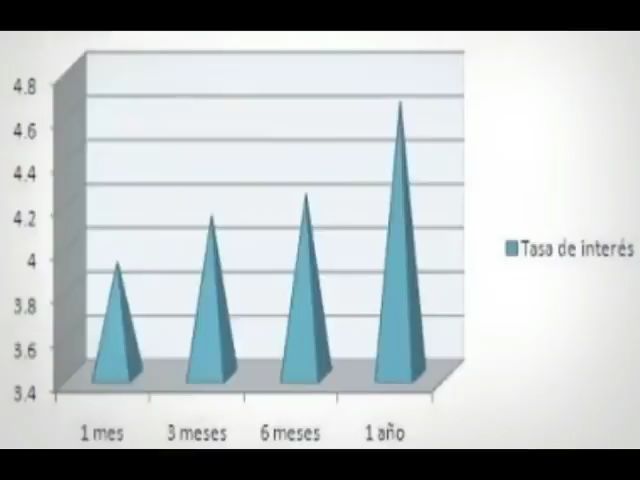 4.8
4.6
4.4
4.2
4
3.8
3.6
3.4
1 mes
3 meses
6 meses
1 año
Tasa de interés